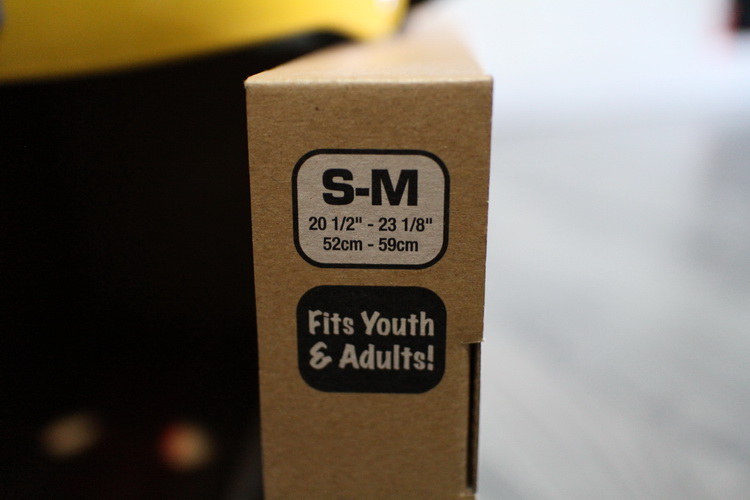 S-M
20 1/2" - 23 1/8"
52cm - 59cm
Fits Youth
& Adults!